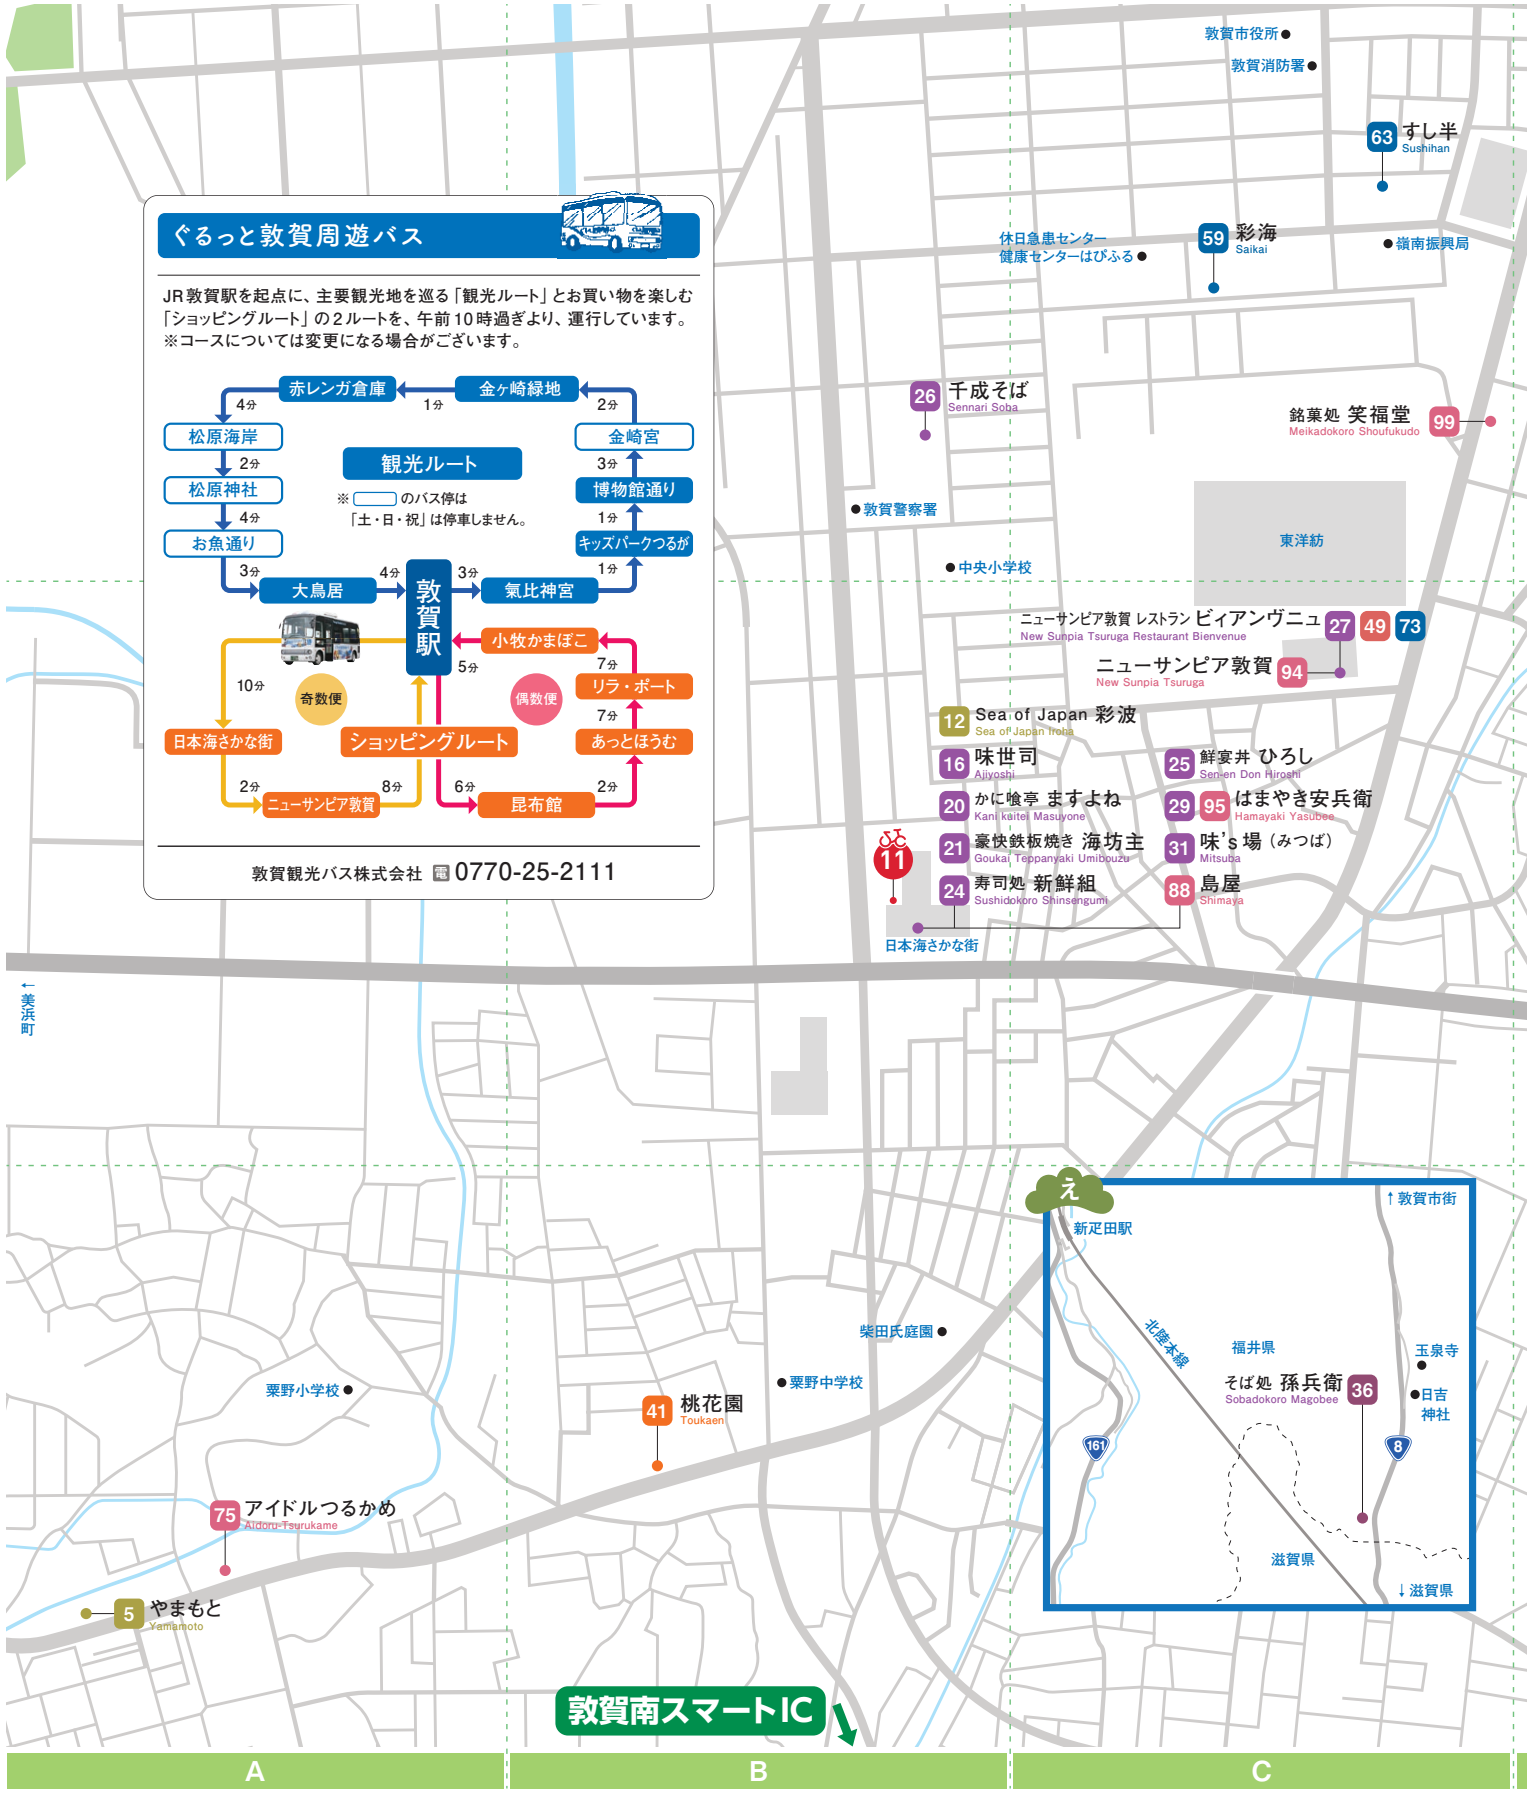 敦賀市役所
敦賀消防署
63 すし半
Sushihan
59 彩海
Saikai
休日急患センター
健康センターはぴふる
嶺南振興局
ぐるっと敦賀周遊バス
JR敦賀駅を起点に、主要観光地を巡る「観光ルート」とお買い物を楽しむ
「ショッピングルート」の2ルートを、午前10時過ぎより、運行しています。
※コースについては変更になる場合がございます。
赤レンガ倉庫
1分
金ヶ崎緑地
4分
2分
松原海岸
金崎宮
2分
観光ルート
3分
松原神社
※ のバス停は
「土・日・祝」は停車しません。
博物館通り
4分
1分
お魚通り
キッズパークつるが
3分
大鳥居
4分
敦賀駅
3分
氣比神宮
1分
小牧かまぼこ
5分
7分
10分
奇数便
偶数便
リラ・ポート
7分
日本海さかな街
ショッピングルート
あっとほうむ
2分
8分
6分
2分
ニューサンピア敦賀
昆布館
敦賀観光バス株式会社 電 0770-25-2111
26 千成そば
Sennari Soba
銘菓処 笑福堂 99
Meikadokoro Shoufukudo
敦賀警察署
東洋紡
中央小学校
ニューサンピア敦賀 レストラン ビィアンヴニュ 27 49 73
New Sunpia Tsuruga Restaurant Bienvenue
ニューサンピア敦賀 94
New Sunpia Tsuruga
12 Sea of Japan 彩波
Sea of Japan Iroha
16 味世司
Ajiyoshi
25 鮮宴丼 ひろし
Sen-en Don Hiroshi
20 かに喰亭 ますよね
Kani kuitei Masuyone
29 95 はまやき安兵衛
Hamayaki Yasubee
11
21 豪快鉄板焼き 海坊主
Goukai Teppanyaki Umibouzu
31 味's場(みつば)
Mitsuba
24 寿司処 新鮮組
Sushidokoro Shinsengumi
88 島屋
Shimaya
日本海さかな街
←美浜町
え
新疋田駅
↑敦賀市街
北陸本線
福井県
玉泉寺
そば処 孫兵衛 36
Sobadokoro Magobee
日吉
神社
161
8
滋賀県
↓滋賀県
柴田氏庭園
粟野中学校
粟野小学校
41 桃花園
Toukaen
75 アイドルつるかめ
Aidoru-Tsurukame
5 やまもと
Yamamoto
敦賀南スマートIC
A
B
C